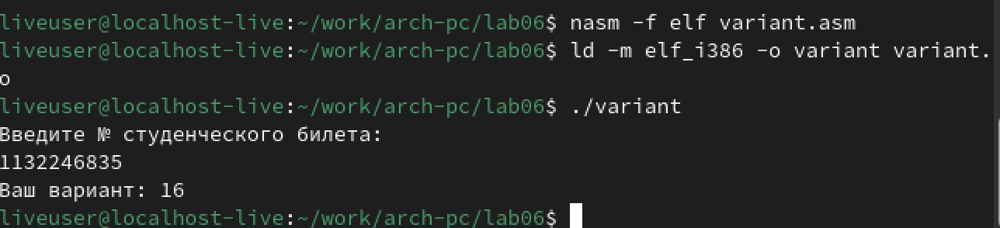 liveuser@localhost-live:~/work/arch-pc/lab06$ nasm -f elf variant.asm
liveuser@localhost-live:~/work/arch-pc/lab06$ ld -m elf_i386 -o variant variant.
o
liveuser@localhost-live:~/work/arch-pc/lab06$ ./variant
Введите № студенческого билета:
1132246835
Ваш вариант: 16
liveuser@localhost-live:~/work/arch-pc/lab06$